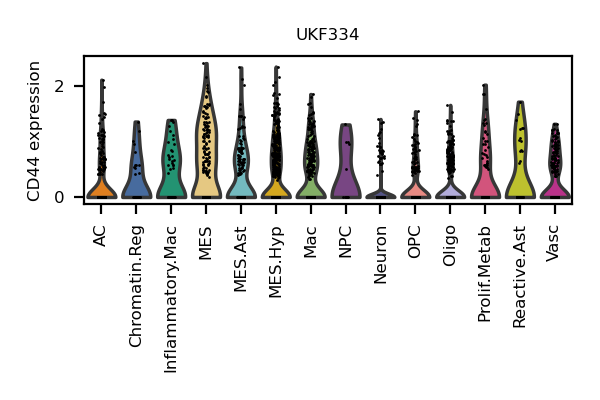 UKF334
CD44 expression
2
0
AC
Chromatin.Reg
Inflammatory.Mac
MES
MES.Ast
MES.Hyp
Mac
NPC
Neuron
OPC
Oligo
Prolif.Metab
Reactive.Ast
Vasc